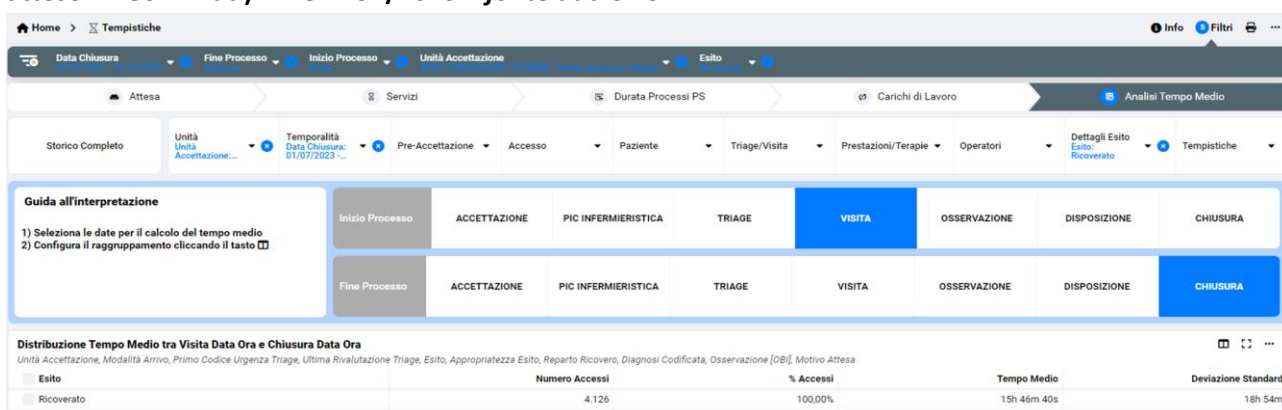 Home > Tempistiche
Info 5 Filtri
Data Chiusura Fine Processo Inizio Processo Unità Accettazione Esito
Attesa Servizi Durata Processi PS Carichi di Lavoro Analisi Tempo Medio
Storico Completo
Unità
Unità
Accettazione:...
Temporalità
Data Chiusura:
01/07/2023 -...
Pre-Accettazione Accesso Paziente Triage/Visita Prestazioni/Terapie Operatori
Dettagli Esito
Esito:
Ricoverato
Tempistiche
Guida all'interpretazione
1) Seleziona le date per il calcolo del tempo medio
2) Configura il raggruppamento cliccando il tasto
Inizio Processo ACCETTAZIONE PIC INFERMIERISTICA TRIAGE VISITA OSSERVAZIONE DISPOSIZIONE CHIUSURA
Fine Processo ACCETTAZIONE PIC INFERMIERISTICA TRIAGE VISITA OSSERVAZIONE DISPOSIZIONE CHIUSURA
Distribuzione Tempo Medio tra Visita Data Ora e Chiusura Data Ora
Unità Accettazione, Modalità Arrivo, Primo Codice Urgenza Triage, Ultima Rivalutazione Triage, Esito, Appropriatezza Esito, Reparto Ricovero, Diagnosi Codificata, Osservazione [OBI], Motivo Attesa
Esito Numero Accessi % Accessi Tempo Medio Deviazione Standard
Ricoverato 4.126 100,00% 15h 46m 40s 18h 54m